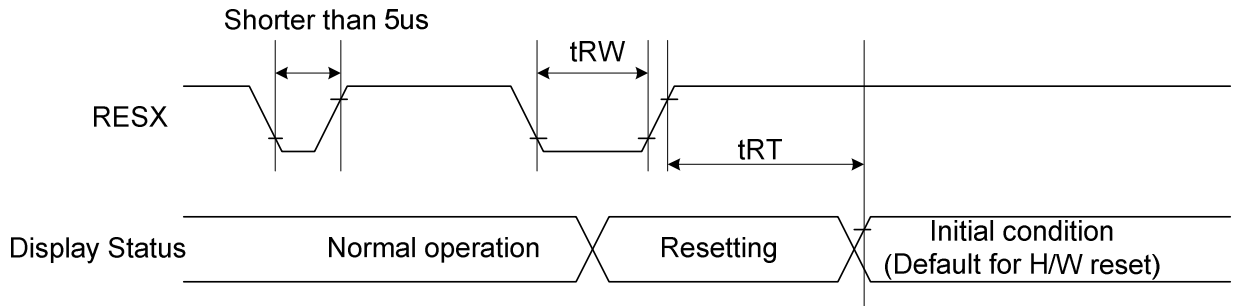 Shorter than 5us
tRW
RESX
tRT
Display Status
Normal operation
Resetting
Initial condition
(Default for H/W reset)